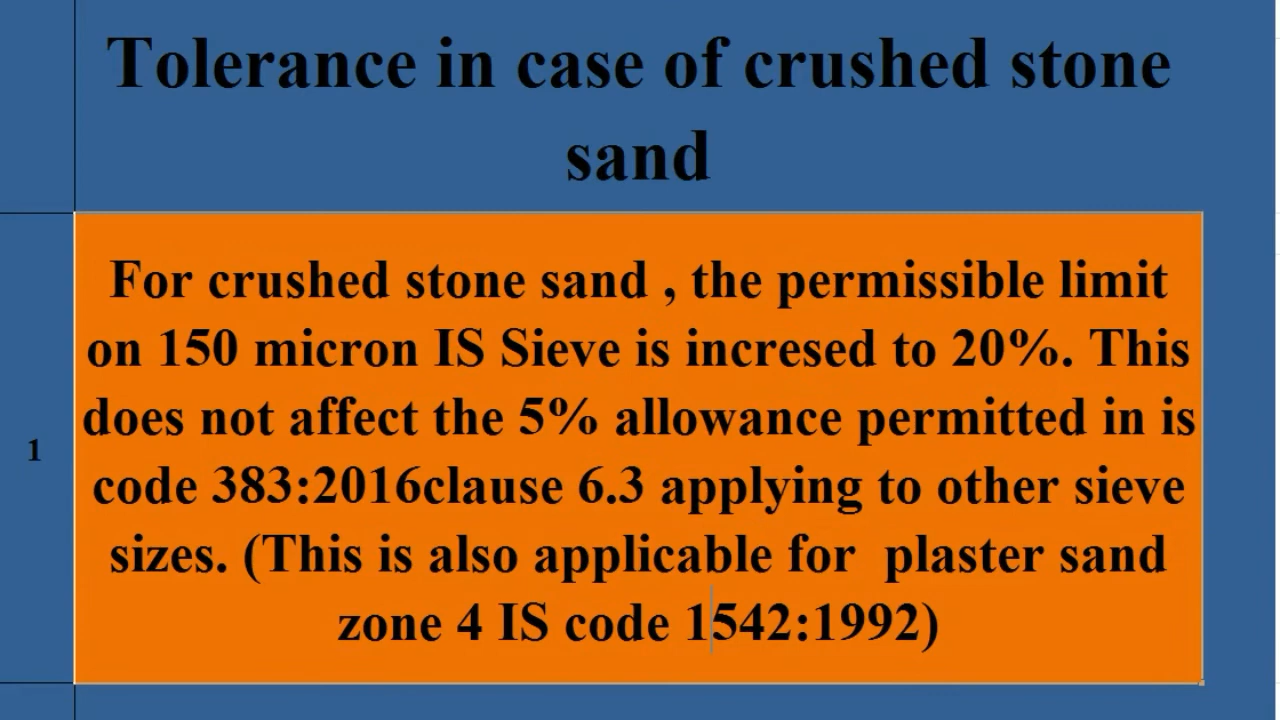 Tolerance in case of crushed stone
sand
1
For crushed stone sand , the permissible limit
on 150 micron IS Sieve is incresed to 20%. This
does not affect the 5% allowance permitted in is
code 383:2016clause 6.3 applying to other sieve
sizes. (This is also applicable for  plaster sand
zone 4 IS code 1542:1992)